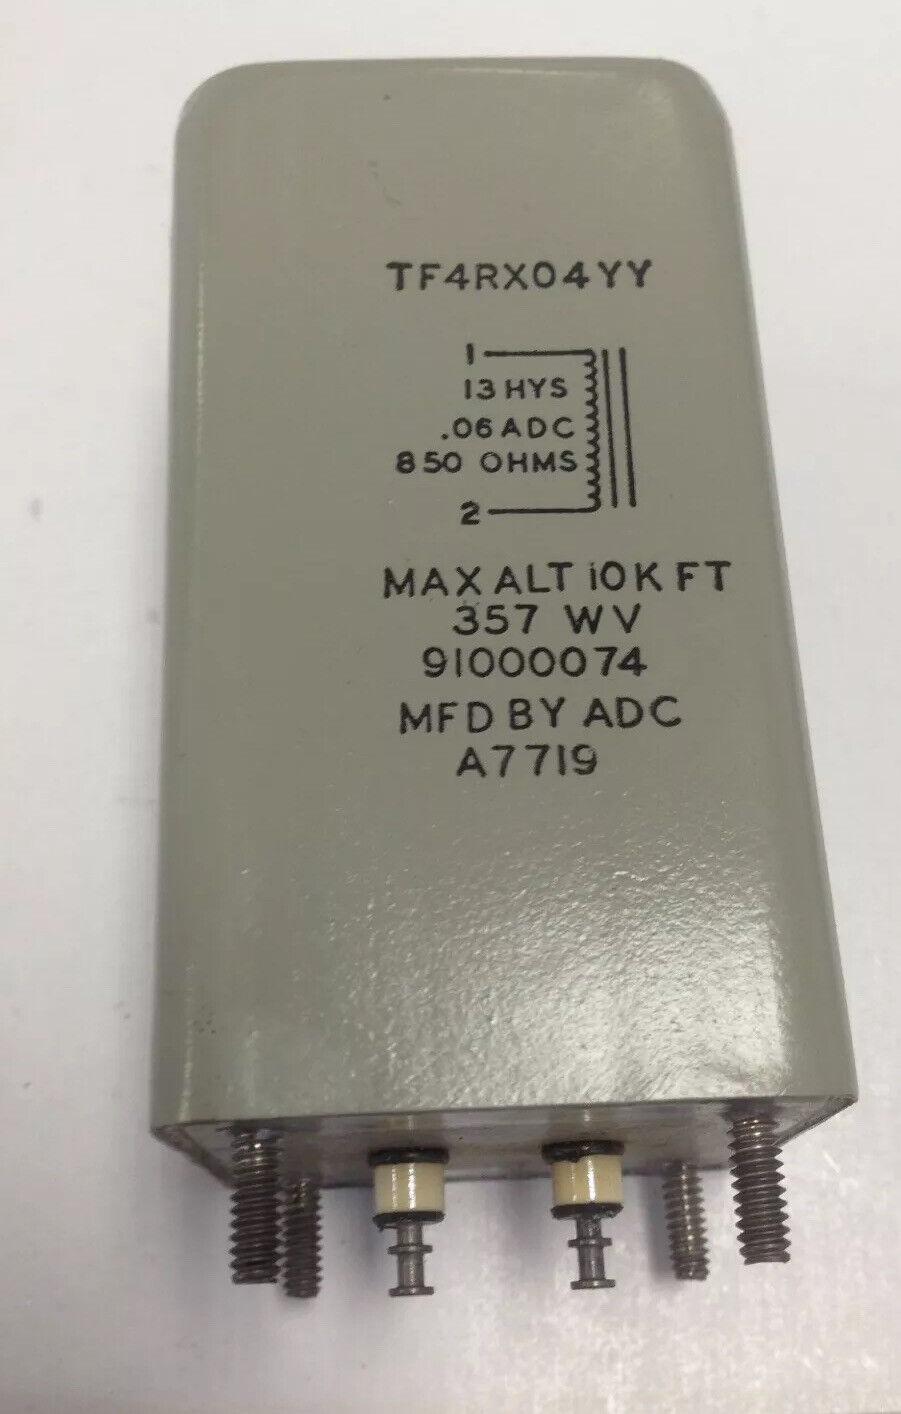 TF4RX04YY
1
13 HYS
.06 ADC
850 OHMS
2
MAX ALT 10K FT
357 WV
91000074
MFD BY ADC
A7719